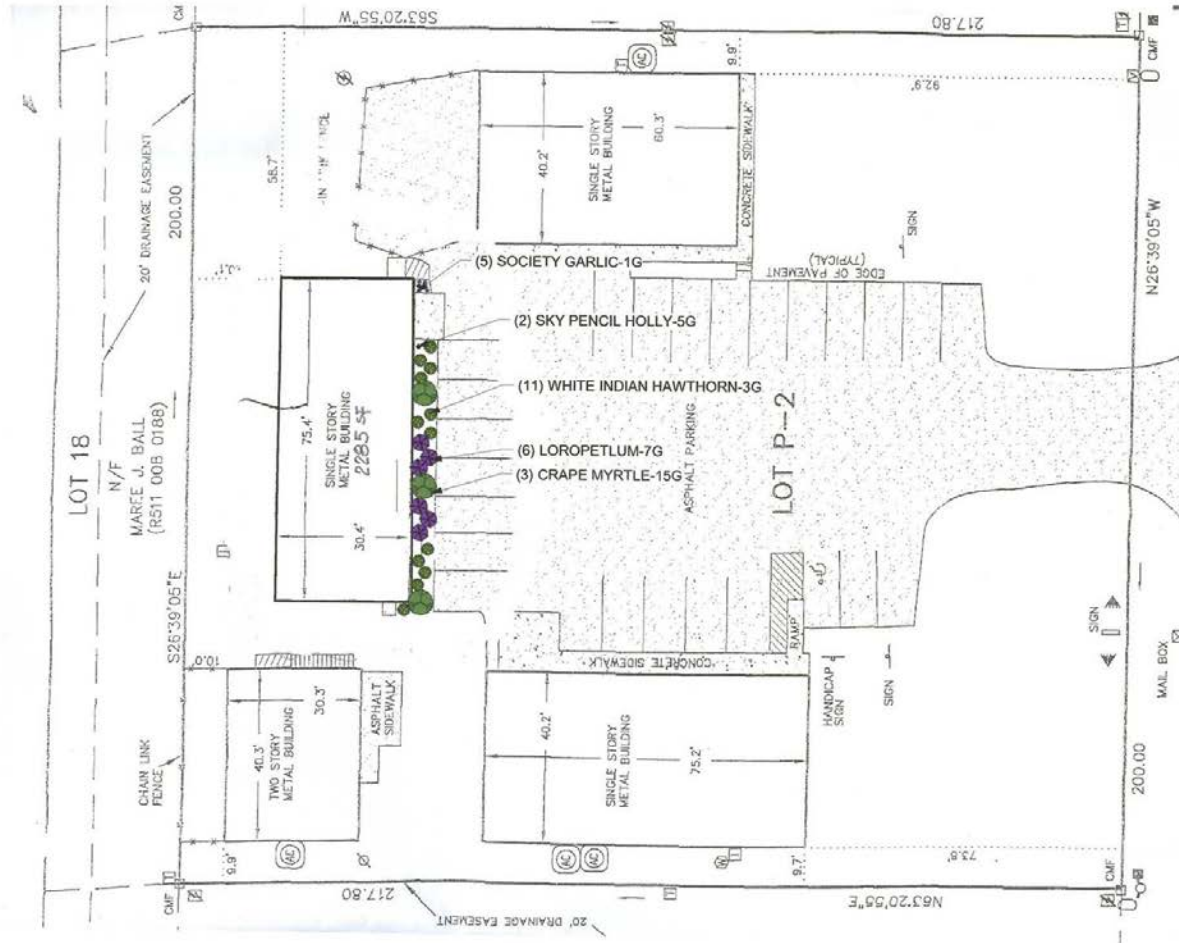 CMF
S63°20'55"W
217.80
CMF
T
20' DRAINAGE EASEMENT
200.00
58.7'
AC
T
9.9'
92.9'
LOT 18
N/F
MAREE J. BALL
(R511 008 0188)
SINGLE STORY
METAL BUILDING
40.2'
60.3'
CONCRETE SIDEWALK
SIGN
N26°39'05"W
EDGE OF PAVEMENT
(TYPICAL)
(5) SOCIETY GARLIC-1G
(2) SKY PENCIL HOLLY-5G
(11) WHITE INDIAN HAWTHORN-3G
(6) LOROPETLUM-7G
(3) CRAPE MYRTLE-15G
75.4'
SINGLE STORY
METAL BUILDING
2285 SF
30.4'
ASPHALT PARKING
LOT P-2
S26°39'05"E
10.0'
CONCRETE SIDEWALK
RAMP
HANDICAP
SIGN
SIGN
SIGN
MAIL BOX
CHAIN LINK
FENCE
40.3'
TWO STORY
METAL BUILDING
30.3'
ASPHALT
SIDEWALK
40.2'
SINGLE STORY
METAL BUILDING
75.2'
200.00
9.9'
AC
AC
AC
T
9.7'
73.6'
CMF
T
217.80
20' DRAINAGE EASEMENT
T
N63°20'55"E
CMF